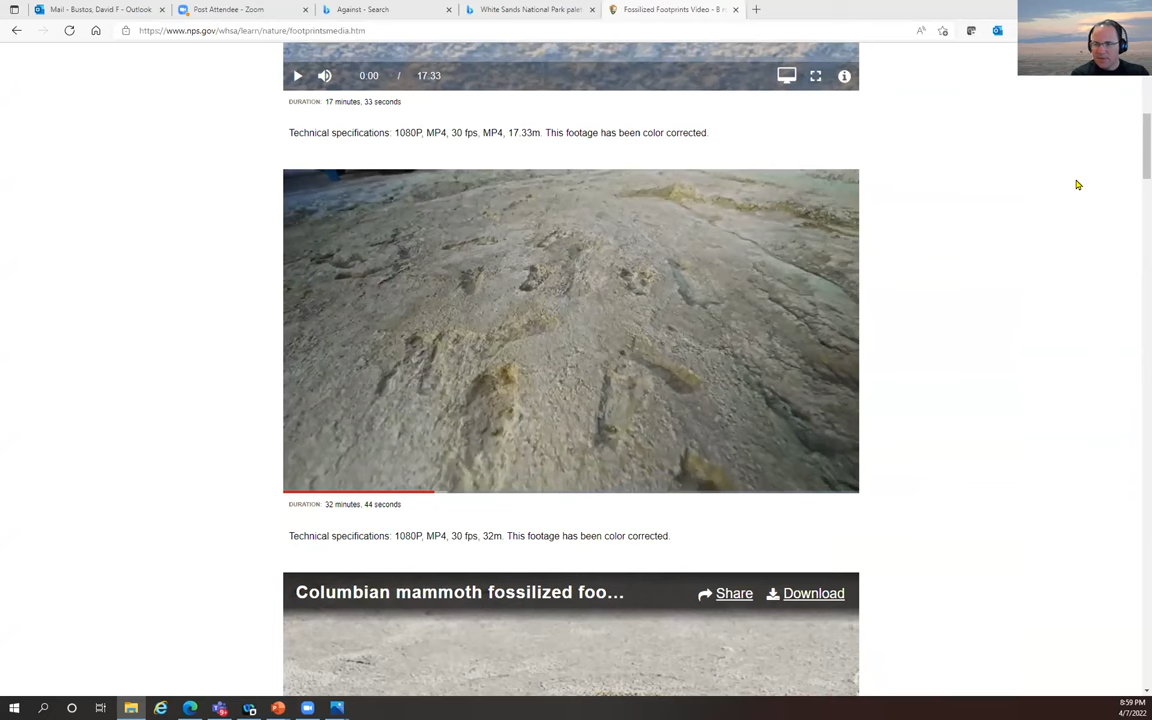 Mail - Bustos, David F - Outlook
Post Attendee - Zoom
Against - Search
White Sands National Park pale
Fossilized Footprints Video - B
https://www.nps.gov/whsa/learn/nature/footprintsmedia.htm
0:00 / 17:33
DURATION: 17 minutes, 33 seconds
Technical specifications: 1080P, MP4, 30 fps, MP4, 17.33m. This footage has been color corrected.
DURATION: 32 minutes, 44 seconds
Technical specifications: 1080P, MP4, 30 fps, 32m. This footage has been color corrected.
Columbian mammoth fossilized foo...
Share
Download
8:59 PM
4/7/2022